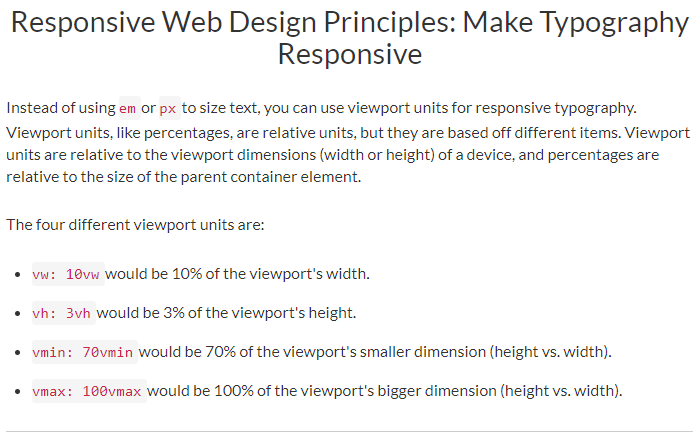 Responsive Web Design Principles: Make Typography
Responsive
Instead of using em or px to size text, you can use viewport units for responsive typography.
Viewport units, like percentages, are relative units, but they are based off different items. Viewport
units are relative to the viewport dimensions (width or height) of a device, and percentages are
relative to the size of the parent container element.
The four different viewport units are:
• vw: 10vw would be 10% of the viewport's width.
• vh: 3vh would be 3% of the viewport's height.
• vmin: 70vmin would be 70% of the viewport's smaller dimension (height vs. width).
• vmax: 100vmax would be 100% of the viewport's bigger dimension (height vs. width).